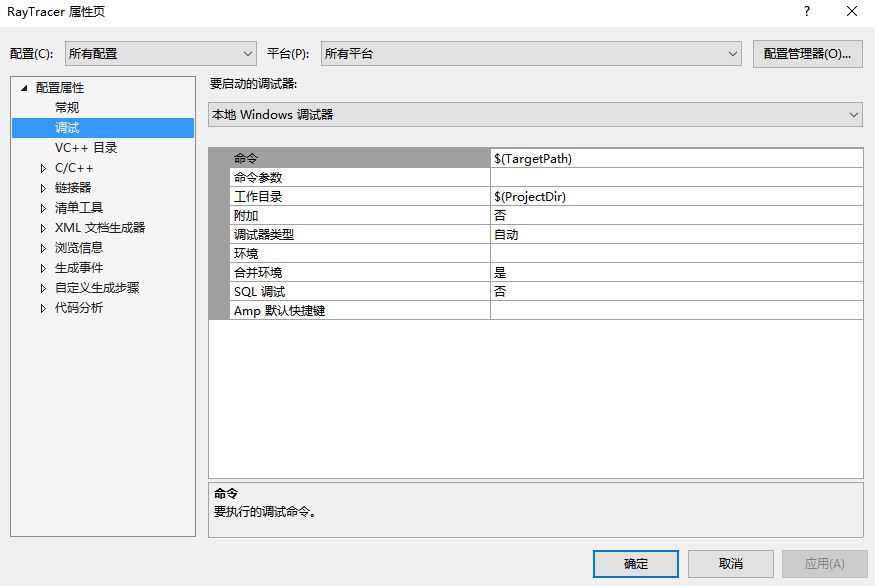 RayTracer 属性页
?
配置(C): 所有配置 平台(P): 所有平台 配置管理器(O)...
配置属性
常规
调试
VC++ 目录
C/C++
链接器
清单工具
XML 文档生成器
浏览信息
生成事件
自定义生成步骤
代码分析
要启动的调试器:
本地 Windows 调试器
命令 $(TargetPath)
命令参数
工作目录 $(ProjectDir)
附加 否
调试器类型 自动
环境
合并环境 是
SQL 调试 否
Amp 默认快捷键
命令
要执行的调试命令。
确定 取消 应用(A)